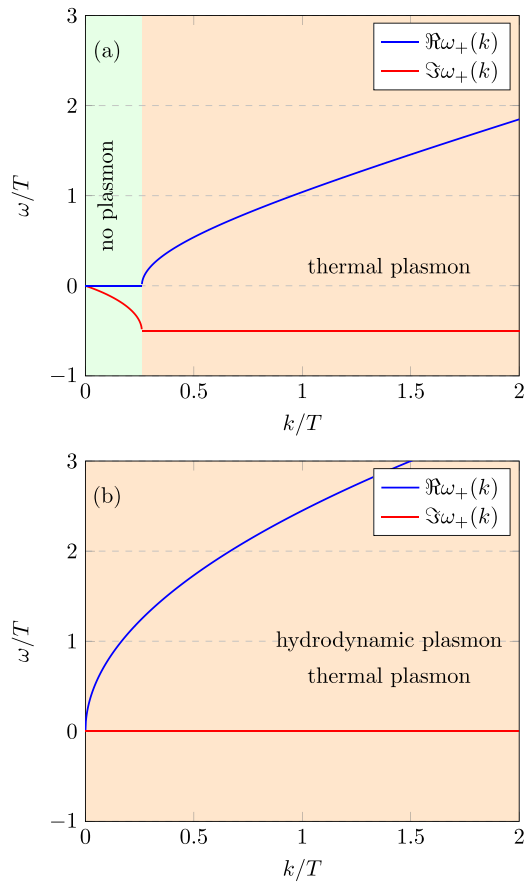 (a)
ℜω₊(k)
ℑω₊(k)
3
2
1
0
−1
ω/T
no plasmon
thermal plasmon
0 0.5 1 1.5 2
k/T
(b)
ℜω₊(k)
ℑω₊(k)
3
2
1
0
−1
ω/T
hydrodynamic plasmon
thermal plasmon
0 0.5 1 1.5 2
k/T